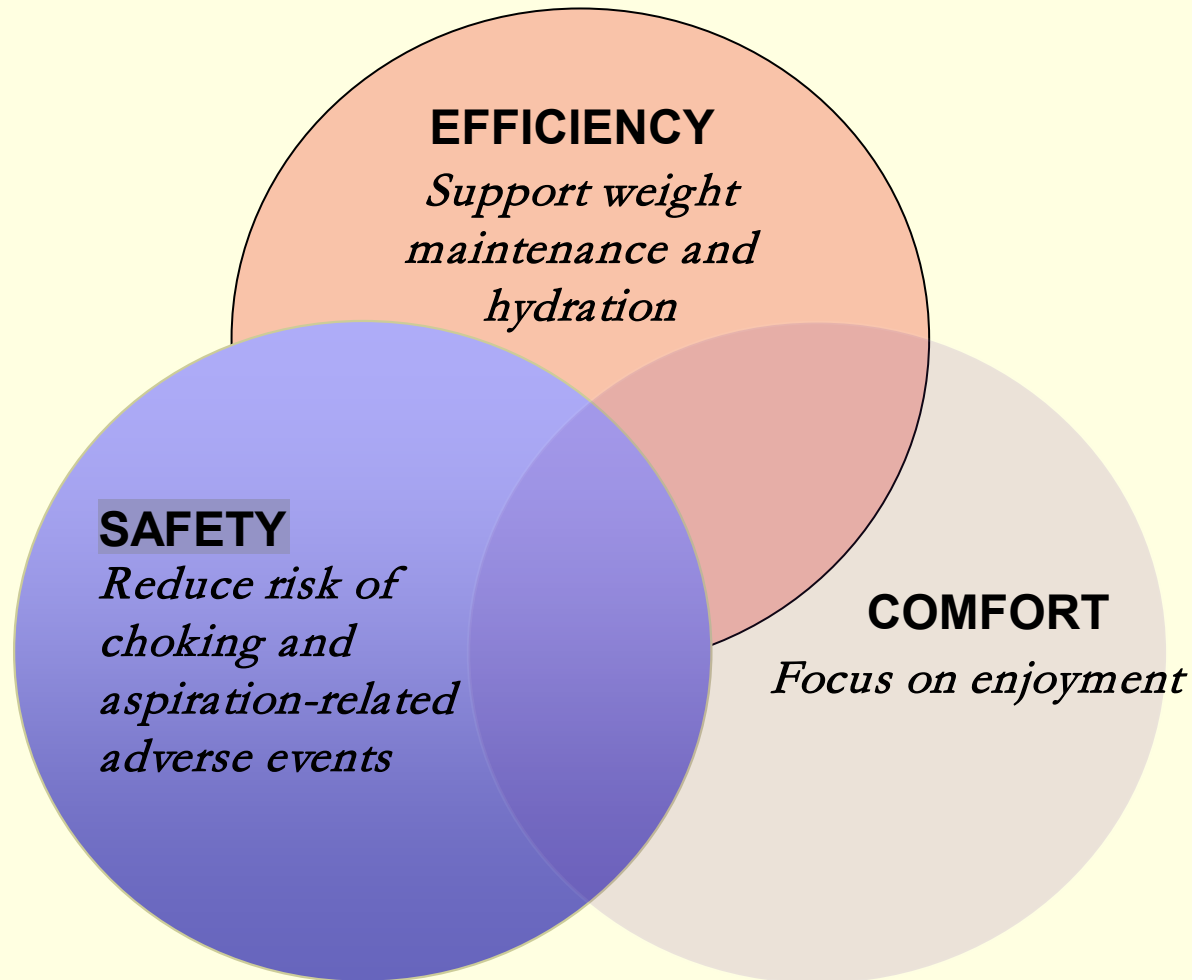 EFFICIENCY
Support weight
maintenance and
hydration
SAFETY
Reduce risk of
choking and
aspiration-related
adverse events
COMFORT
Focus on enjoyment